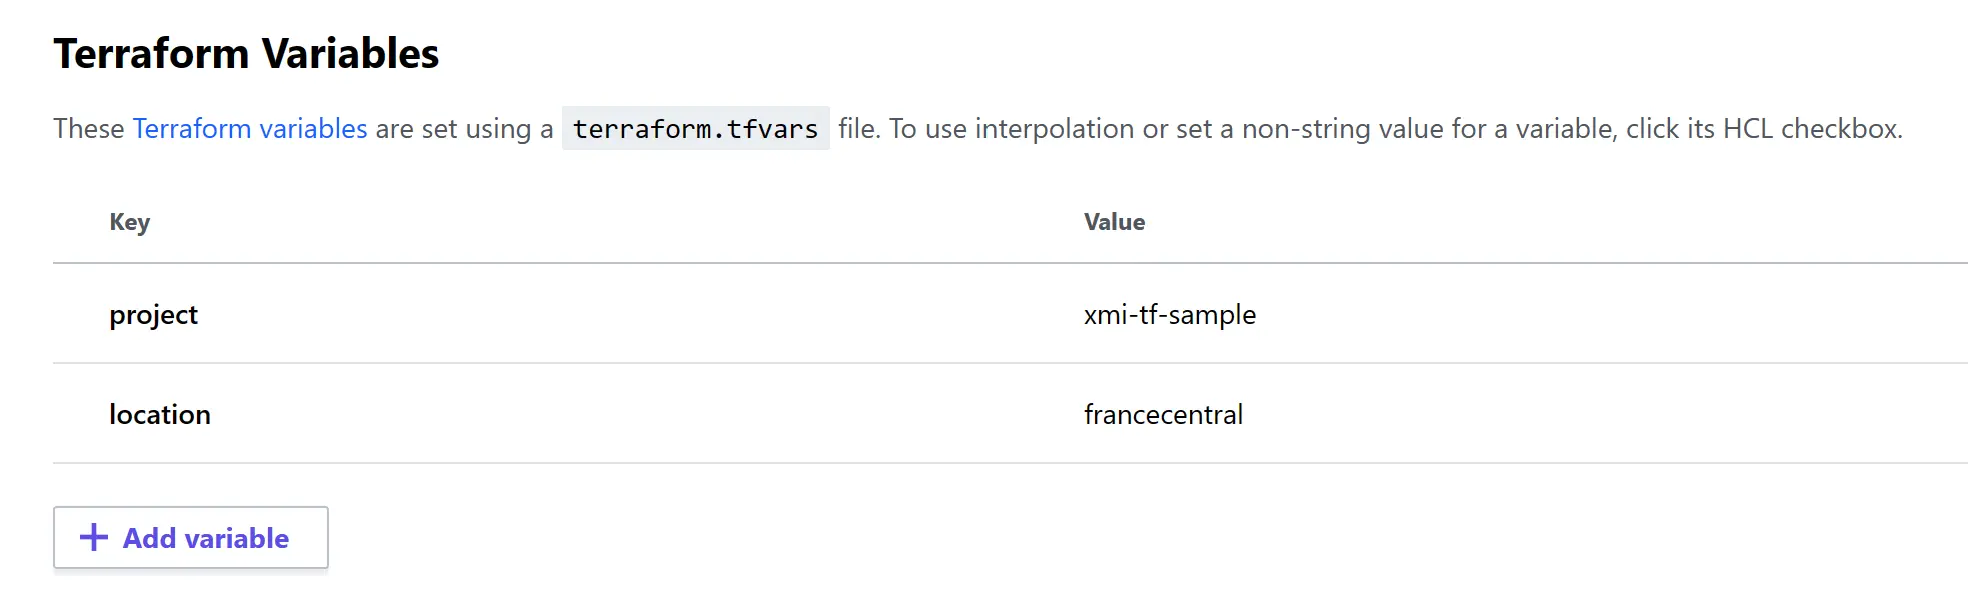 Terraform Variables
These Terraform variables are set using a terraform.tfvars file. To use interpolation or set a non-string value for a variable, click its HCL checkbox.
Key Value
project xmi-tf-sample
location francecentral
+ Add variable